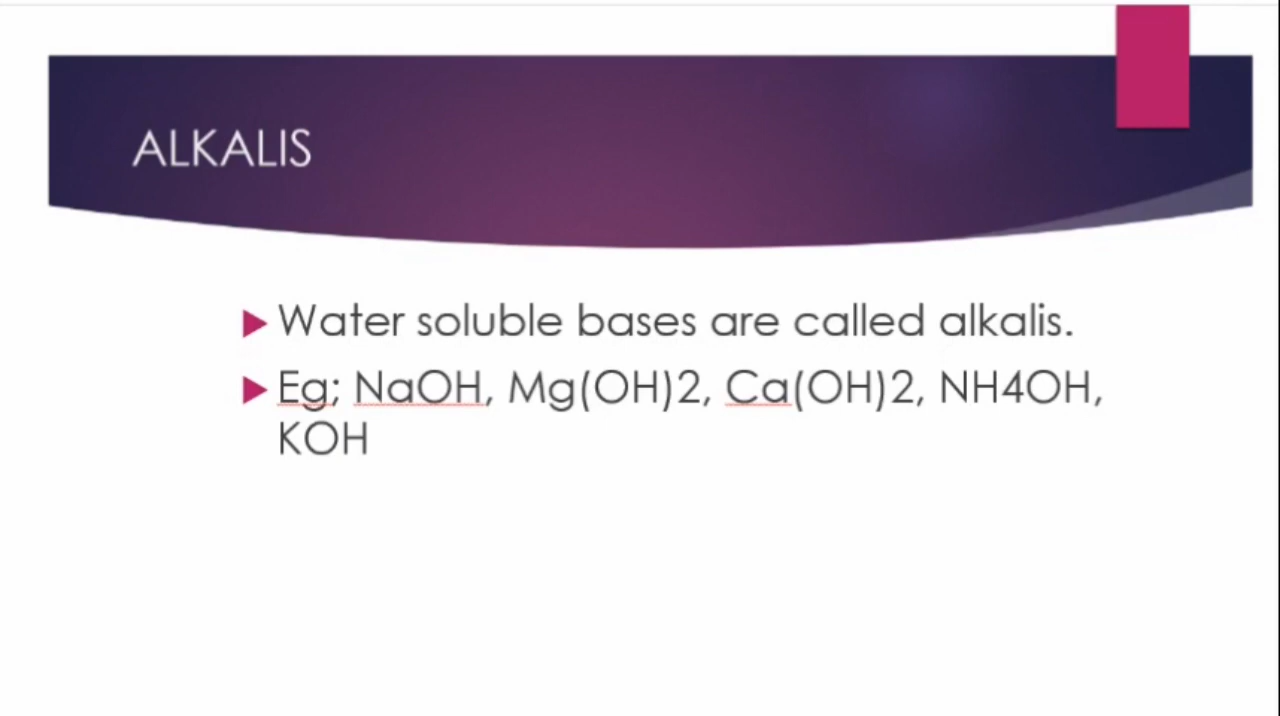 ALKALIS
Water soluble bases are called alkalis.
Eg; NaOH, Mg(OH)2, Ca(OH)2, NH4OH,
KOH